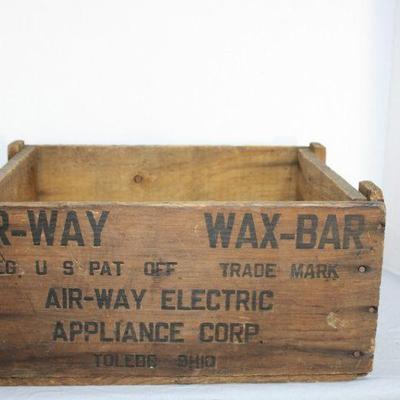 R-WAY WAX-BAR
EG. U S PAT OFF TRADE MARK
AIR-WAY ELECTRIC
APPLIANCE CORP.
TOLEDO OHIO